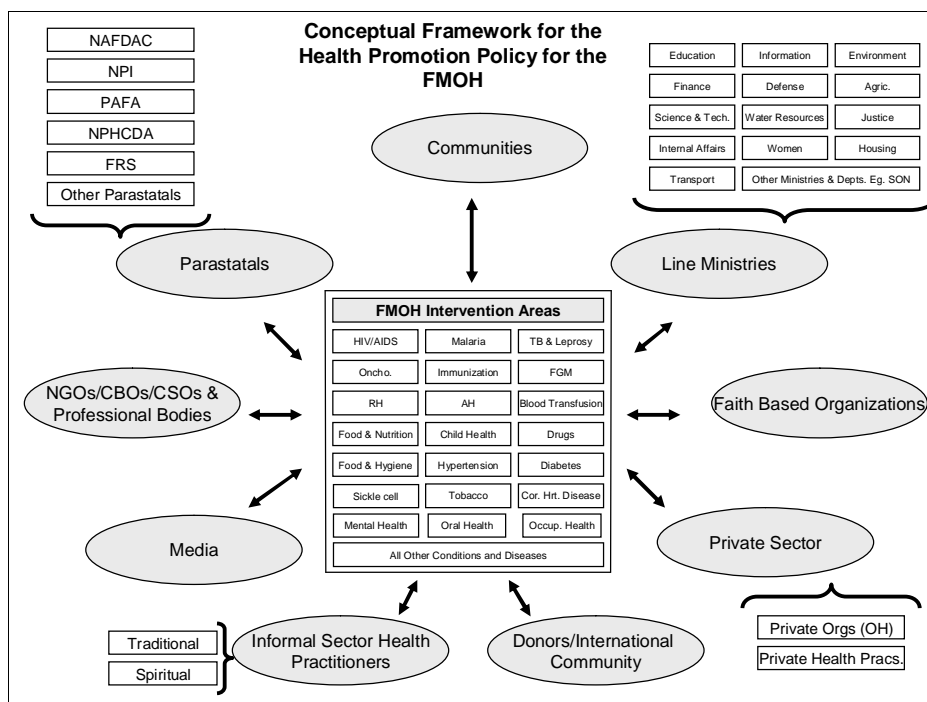 Conceptual Framework for the
Health Promotion Policy for the
FMOH
NAFDAC
NPI
PAFA
NPHCDA
FRS
Other Parastatals
Education
Information
Environment
Finance
Defense
Agric.
Science & Tech.
Water Resources
Justice
Internal Affairs
Women
Housing
Transport
Other Ministries & Depts. Eg. SON
Communities
Parastatals
Line Ministries
FMOH Intervention Areas
HIV/AIDS
Malaria
TB & Leprosy
Oncho.
Immunization
FGM
RH
AH
Blood Transfusion
Food & Nutrition
Child Health
Drugs
Food & Hygiene
Hypertension
Diabetes
Sickle cell
Tobacco
Cor. Hrt. Disease
Mental Health
Oral Health
Occup. Health
All Other Conditions and Diseases
NGOs/CBOs/CSOs &
Professional Bodies
Faith Based Organizations
Media
Private Sector
Informal Sector Health
Practitioners
Donors/International
Community
Traditional
Spiritual
Private Orgs (OH)
Private Health Pracs.